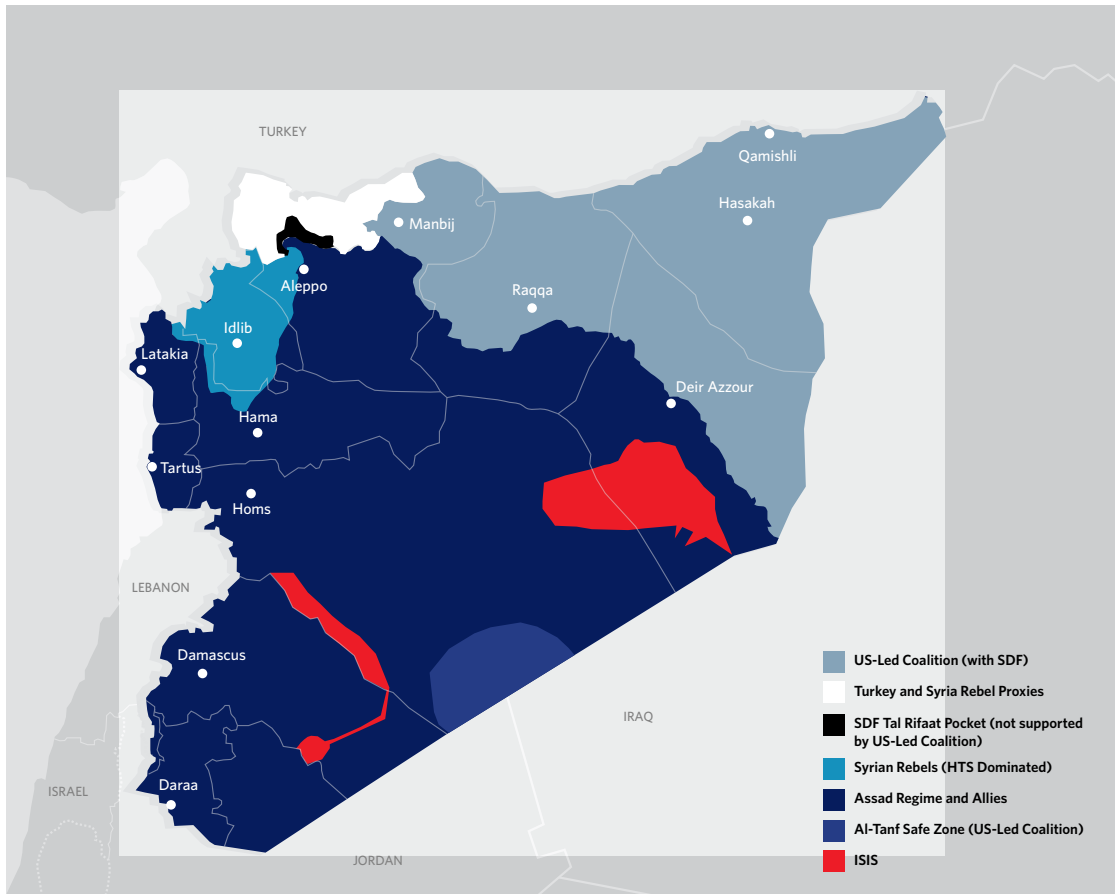 TURKEY
Qamishli
Hasakah
Manbij
Aleppo
Raqqa
Idlib
Latakia
Deir Azzour
Hama
Tartus
Homs
LEBANON
Damascus
IRAQ
Daraa
ISRAEL
JORDAN
US-Led Coalition (with SDF)
Turkey and Syria Rebel Proxies
SDF Tal Rifaat Pocket (not supported
by US-Led Coalition)
Syrian Rebels (HTS Dominated)
Assad Regime and Allies
Al-Tanf Safe Zone (US-Led Coalition)
ISIS